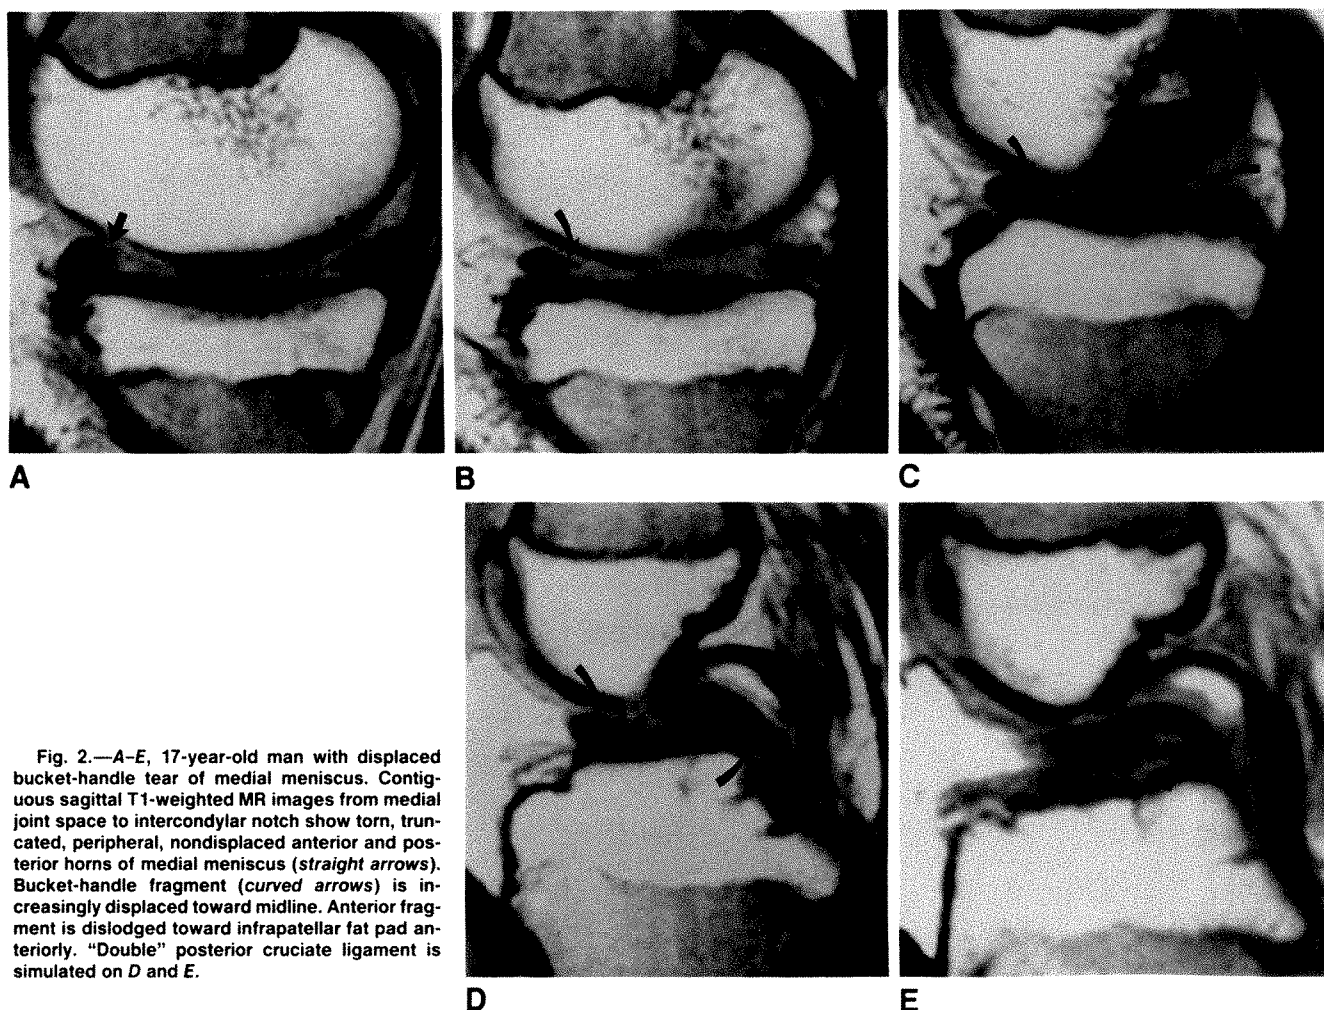 A
B
C
Fig. 2.—A–E, 17-year-old man with displaced
bucket-handle tear of medial meniscus. Contig-
uous sagittal T1-weighted MR images from medial
joint space to intercondylar notch show torn, trun-
cated, peripheral, nondisplaced anterior and pos-
terior horns of medial meniscus (straight arrows).
Bucket-handle fragment (curved arrows) is in-
creasingly displaced toward midline. Anterior frag-
ment is dislodged toward infrapatellar fat pad an-
teriorly. “Double” posterior cruciate ligament is
simulated on D and E.
D
E